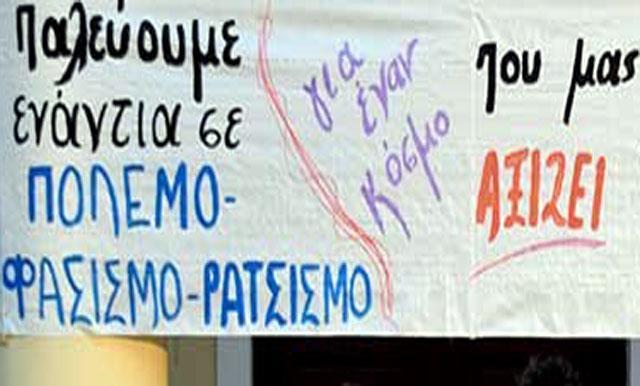 Παλεύουμε
ενάντια σε
ΠΟΛΕΜΟ-
ΦΑΣΙΣΜΟ-ΡΑΤΣΙΣΜΟ
για
έναν
κόσμο
που μας
ΑΞΙΖΕΙ